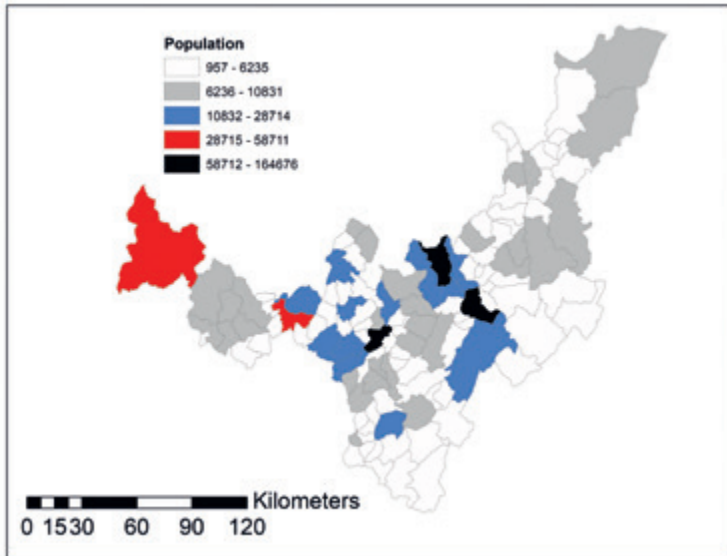 Population
957 - 6235
6236 - 10831
10832 - 28714
28715 - 58711
58712 - 164676
Kilometers
0 15 30 60 90 120